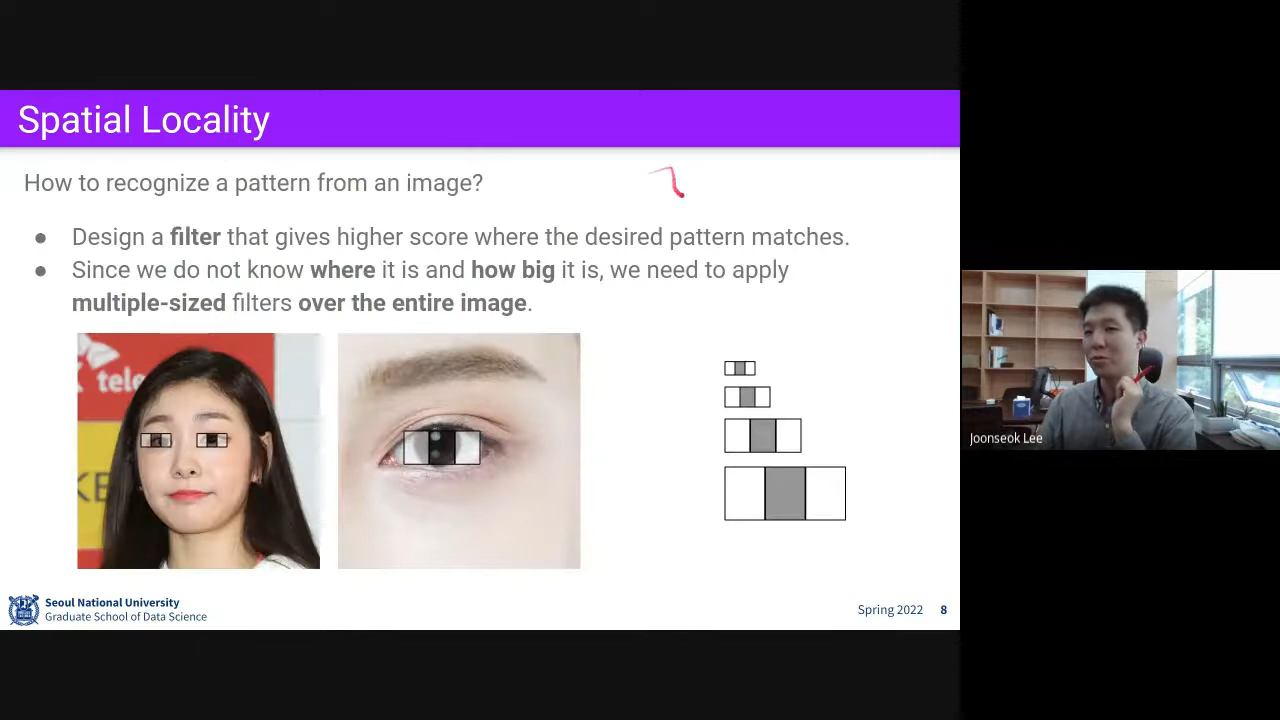 Spatial Locality
How to recognize a pattern from an image?
● Design a filter that gives higher score where the desired pattern matches.
● Since we do not know where it is and how big it is, we need to apply
multiple-sized filters over the entire image.
K tele
KE
Joonseok Lee
Seoul National University
Graduate School of Data Science
Spring 2022 8